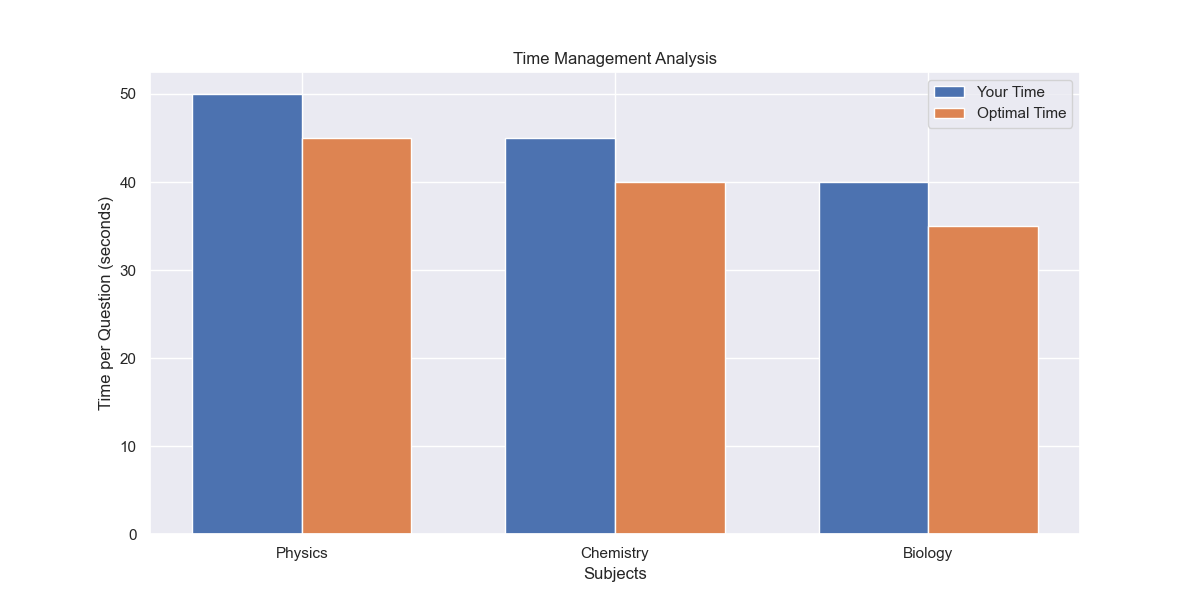 Time Management Analysis
Your Time
Optimal Time
Time per Question (seconds)
50
40
30
20
10
0
Physics
Chemistry
Biology
Subjects